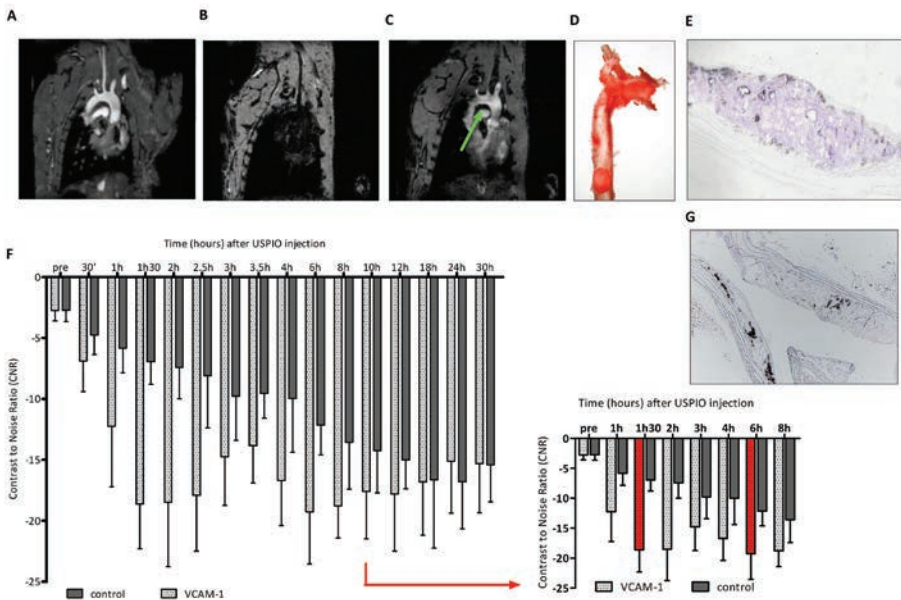 A
B
C
D
E
F
Time (hours) after USPIO injection
pre 30' 1h 1h30 2h 2.5h 3h 3.5h 4h 6h 8h 10h 12h 18h 24h 30h
Contrast to Noise Ratio (CNR)
0
-5
-10
-15
-20
-25
control VCAM-1
G
Time (hours) after USPIO injection
pre 1h 1h30 2h 3h 4h 6h 8h
Contrast to Noise Ratio (CNR)
0
-5
-10
-15
-20
-25
VCAM-1 control